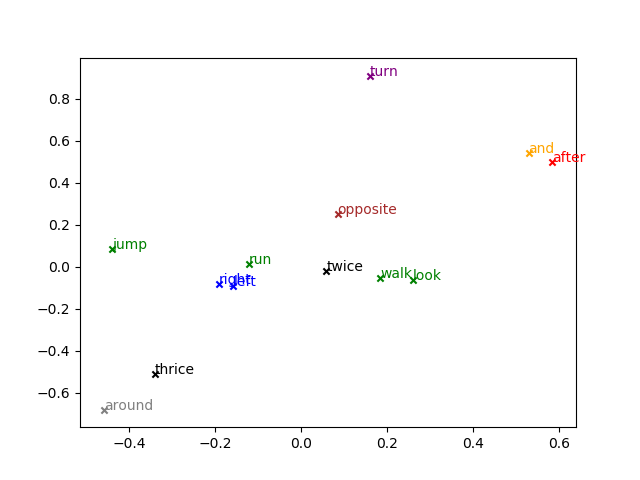 turn
0.8
and
after
0.6
0.4
opposite
0.2
jump
run
twice
0.0
right
left
walk
look
−0.2
−0.4
thrice
−0.6
around
−0.4
−0.2
0.0
0.2
0.4
0.6